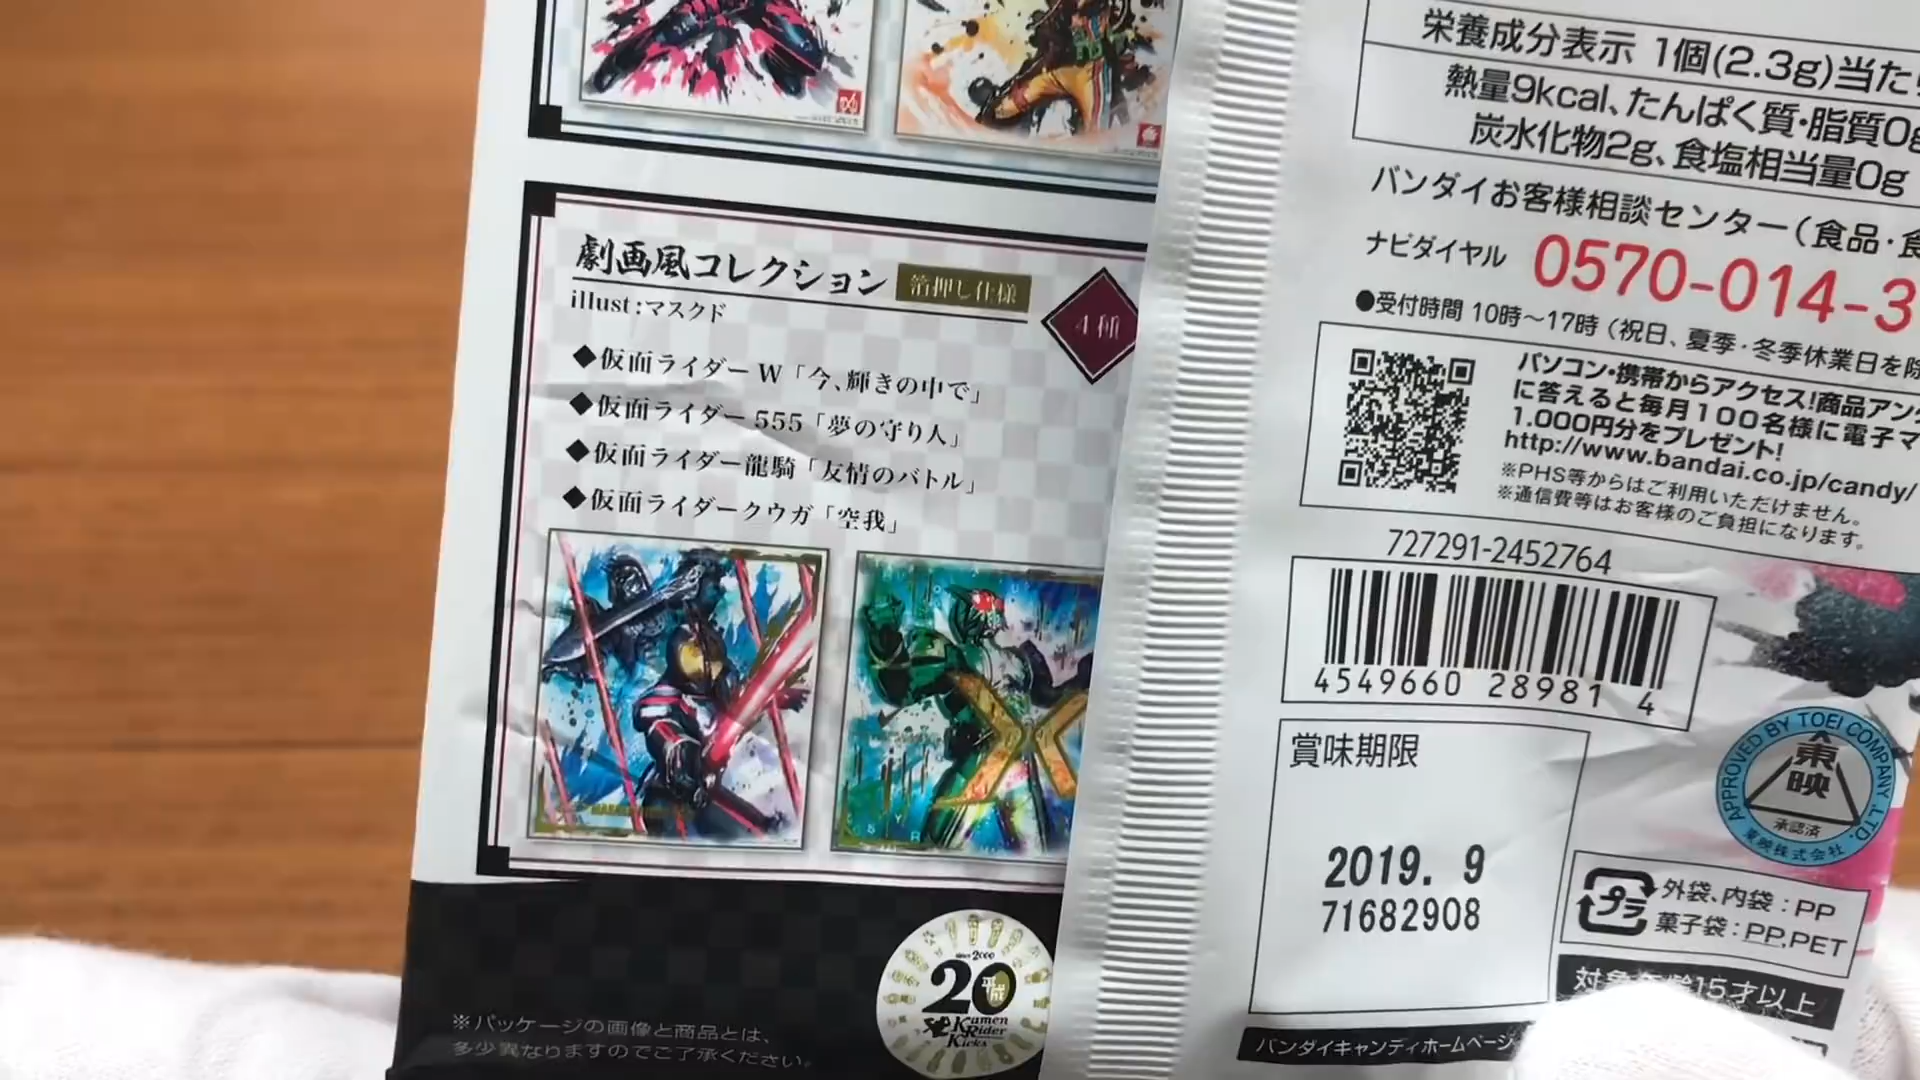 劇画風コレクション 箔押し仕様
4種
illust:マスクド
◆仮面ライダーW「今、輝きの中で」
◆仮面ライダー555「夢の守り人」
◆仮面ライダー龍騎「友情のバトル」
◆仮面ライダークウガ「空我」
since 2000
20
平成
Kamen
Rider
Kicks
※パッケージの画像と商品とは、
多少異なりますのでご了承ください。
栄養成分表示 1個(2.3g)当た
熱量9kcal、たんぱく質・脂質0g
炭水化物2g、食塩相当量0g
バンダイお客様相談センター(食品・
ナビダイヤル 0570-014-3
●受付時間 10時〜17時(祝日、夏季・冬季休業日を除
パソコン・携帯からアクセス!商品アン
に答えると毎月100名様に電子マ
1,000円分をプレゼント!
http://www.bandai.co.jp/candy/
※PHS等からはご利用いただけません。
※通信費等はお客様のご負担になります。
727291-2452764
4549660 28981 4
賞味期限
2019. 9
71682908
APPROVED BY TOEI COMPANY, LTD.
東映
承認済
東映株式会社
プラ
外袋、内袋:PP
菓子袋:PP,PET
対象年齢15才以上
バンダイキャンディホームページ